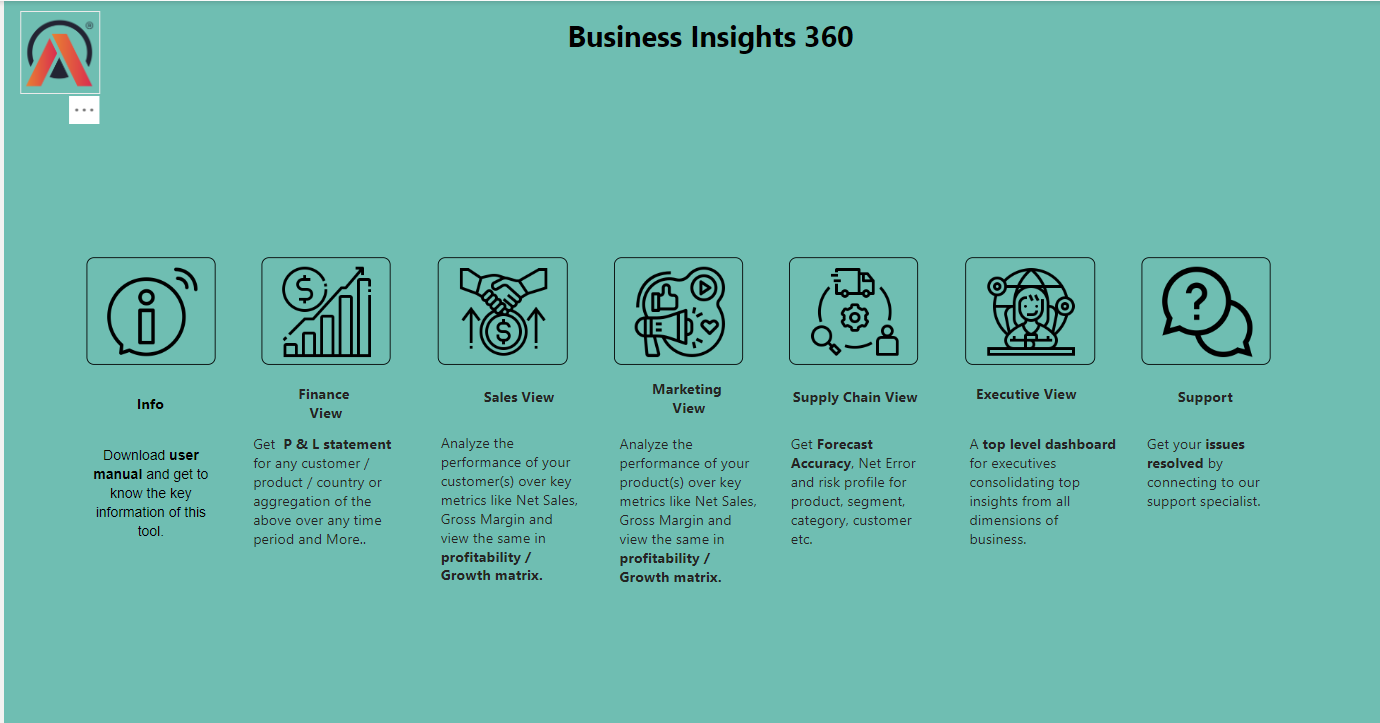 ®
Business Insights 360
Info
Download user
manual and get to
know the key
information of this
tool.
Finance
View
Get P & L statement
for any customer /
product / country or
aggregation of the
above over any time
period and More..
Sales View
Analyze the
performance of your
customer(s) over key
metrics like Net Sales,
Gross Margin and
view the same in
profitability /
Growth matrix.
Marketing
View
Analyze the
performance of your
product(s) over key
metrics like Net Sales,
Gross Margin and
view the same in
profitability /
Growth matrix.
Supply Chain View
Get Forecast
Accuracy, Net Error
and risk profile for
product, segment,
category, customer
etc.
Executive View
A top level dashboard
for executives
consolidating top
insights from all
dimensions of
business.
Support
Get your issues
resolved by
connecting to our
support specialist.